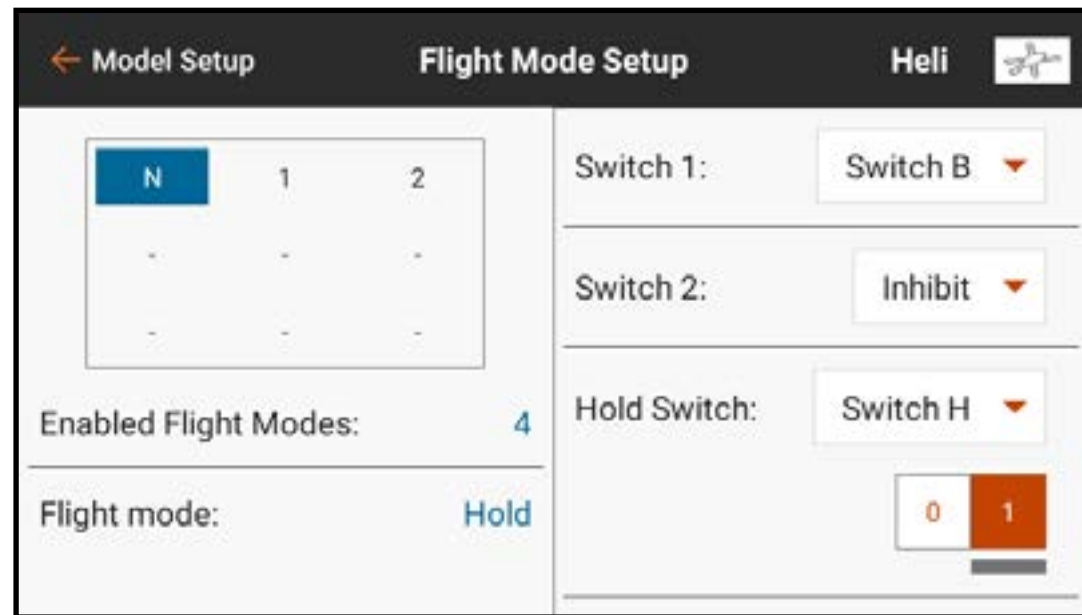 ← Model Setup Flight Mode Setup Heli
N 1 2
- - -
- - -
Enabled Flight Modes: 4
Flight mode: Hold
Switch 1: Switch B
Switch 2: Inhibit
Hold Switch: Switch H
0 1